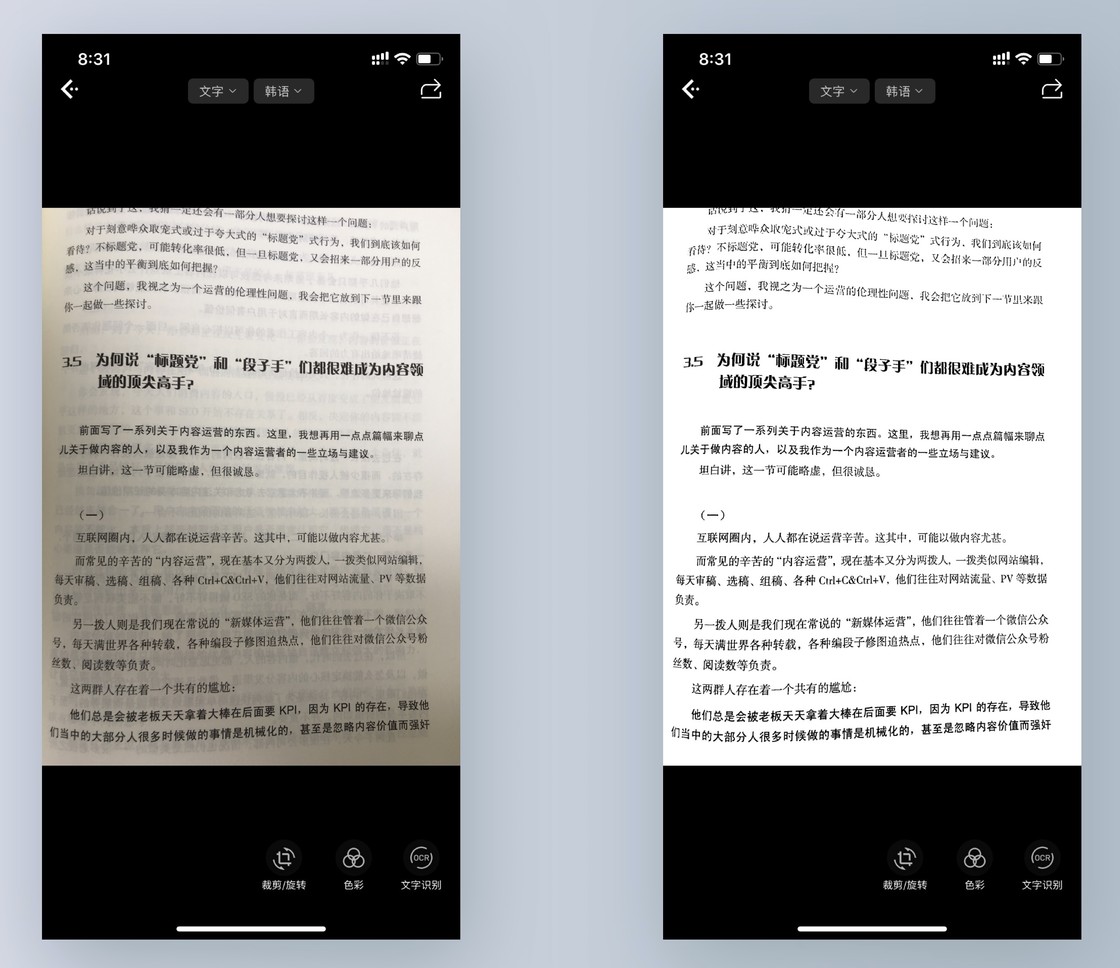 8:31
文字
韩语
话说到了这，我猜一定还会有一部分人想要探讨这样一个问题：
对于刻意哗众取宠式或过于夸大式的“标题党”式行为，我们到底该如何
看待？不标题党，可能转化率很低，但一旦标题党，又会招来一部分用户的反
感，这当中的平衡到底如何把握？
这个问题，我视之为一个运营的伦理性问题，我会把它放到下一节里来跟
你一起做一些探讨。
3.5 为何说“标题党”和“段子手”们都很难成为内容领
域的顶尖高手？
前面写了一系列关于内容运营的东西。这里，我想再用一点点篇幅来聊点
儿关于做内容的人，以及我作为一个内容运营者的一些立场与建议。
坦白讲，这一节可能略虚，但很诚恳。
（一）
互联网圈内，人人都在说运营辛苦。这其中，可能以做内容尤甚。
而常见的辛苦的“内容运营”，现在基本又分为两拨人，一拨类似网站编辑，
每天审稿、选稿、组稿、各种 Ctrl+C&Ctrl+V，他们往往对网站流量、PV 等数据
负责。
另一拨人则是我们现在常说的“新媒体运营”，他们往往管着一个微信公众
号，每天满世界各种转载，各种编段子修图追热点，他们往往对微信公众号粉
丝数、阅读数等负责。
这两群人存在着一个共有的尴尬：
他们总是会被老板天天拿着大棒在后面要 KPI，因为 KPI 的存在，导致他
们当中的大部分人很多时候做的事情是机械化的，甚至是忽略内容价值而强奸
裁剪/旋转
色彩
OCR
文字识别
8:31
文字
韩语
话说到了这，我猜一定还会有一部分人想要探讨这样一个问题：
对于刻意哗众取宠式或过于夸大式的“标题党”式行为，我们到底该如何
看待？不标题党，可能转化率很低，但一旦标题党，又会招来一部分用户的反
感，这当中的平衡到底如何把握？
这个问题，我视之为一个运营的伦理性问题，我会把它放到下一节里来跟
你一起做一些探讨。
3.5 为何说“标题党”和“段子手”们都很难成为内容领
域的顶尖高手？
前面写了一系列关于内容运营的东西。这里，我想再用一点点篇幅来聊点
儿关于做内容的人，以及我作为一个内容运营者的一些立场与建议。
坦白讲，这一节可能略虚，但很诚恳。
（一）
互联网圈内，人人都在说运营辛苦。这其中，可能以做内容尤甚。
而常见的辛苦的“内容运营”，现在基本又分为两拨人，一拨类似网站编辑，
每天审稿、选稿、组稿、各种 Ctrl+C&Ctrl+V，他们往往对网站流量、PV 等数据
负责。
另一拨人则是我们现在常说的“新媒体运营”，他们往往管着一个微信公众
号，每天满世界各种转载，各种编段子修图追热点，他们往往对微信公众号粉
丝数、阅读数等负责。
这两群人存在着一个共有的尴尬：
他们总是会被老板天天拿着大棒在后面要 KPI，因为 KPI 的存在，导致他
们当中的大部分人很多时候做的事情是机械化的，甚至是忽略内容价值而强奸
裁剪/旋转
色彩
OCR
文字识别